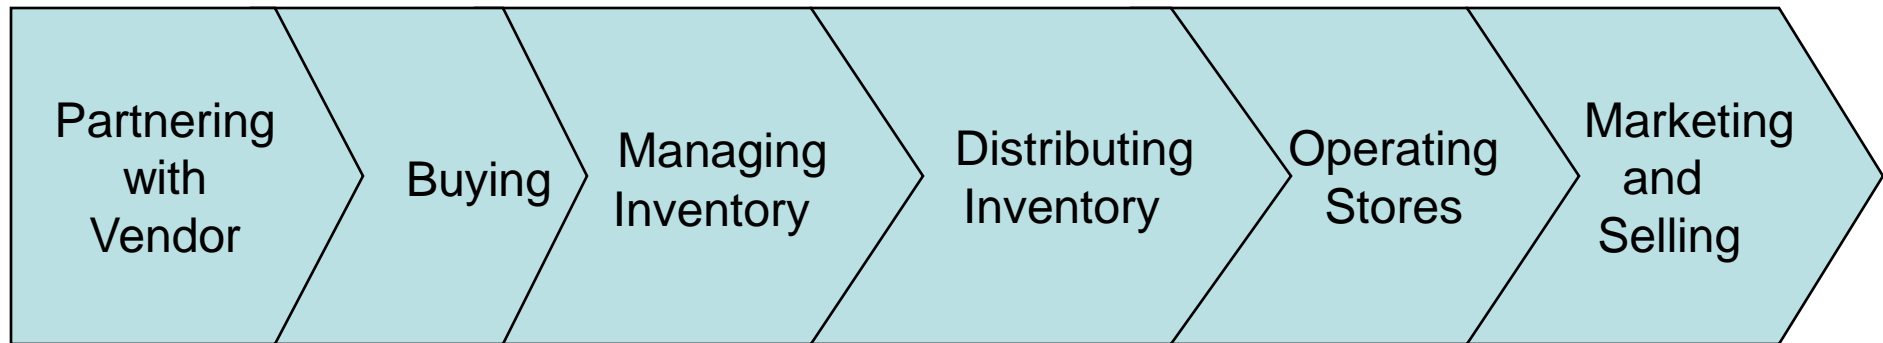 Partnering
with
Vendor
Buying
Managing
Inventory
Distributing
Inventory
Operating
Stores
Marketing
and
Selling